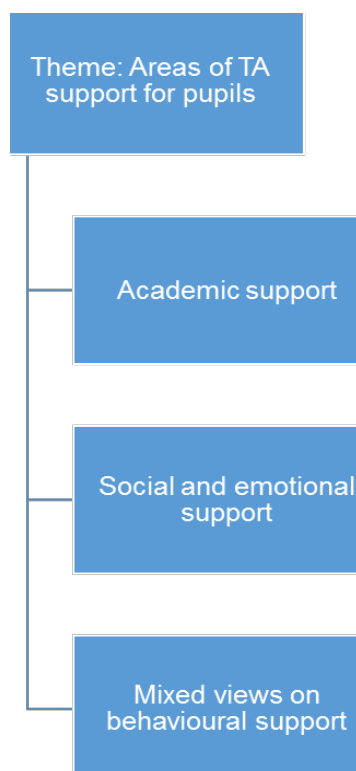 Theme: Areas of TA
support for pupils
Academic support
Social and emotional
support
Mixed views on
behavioural support